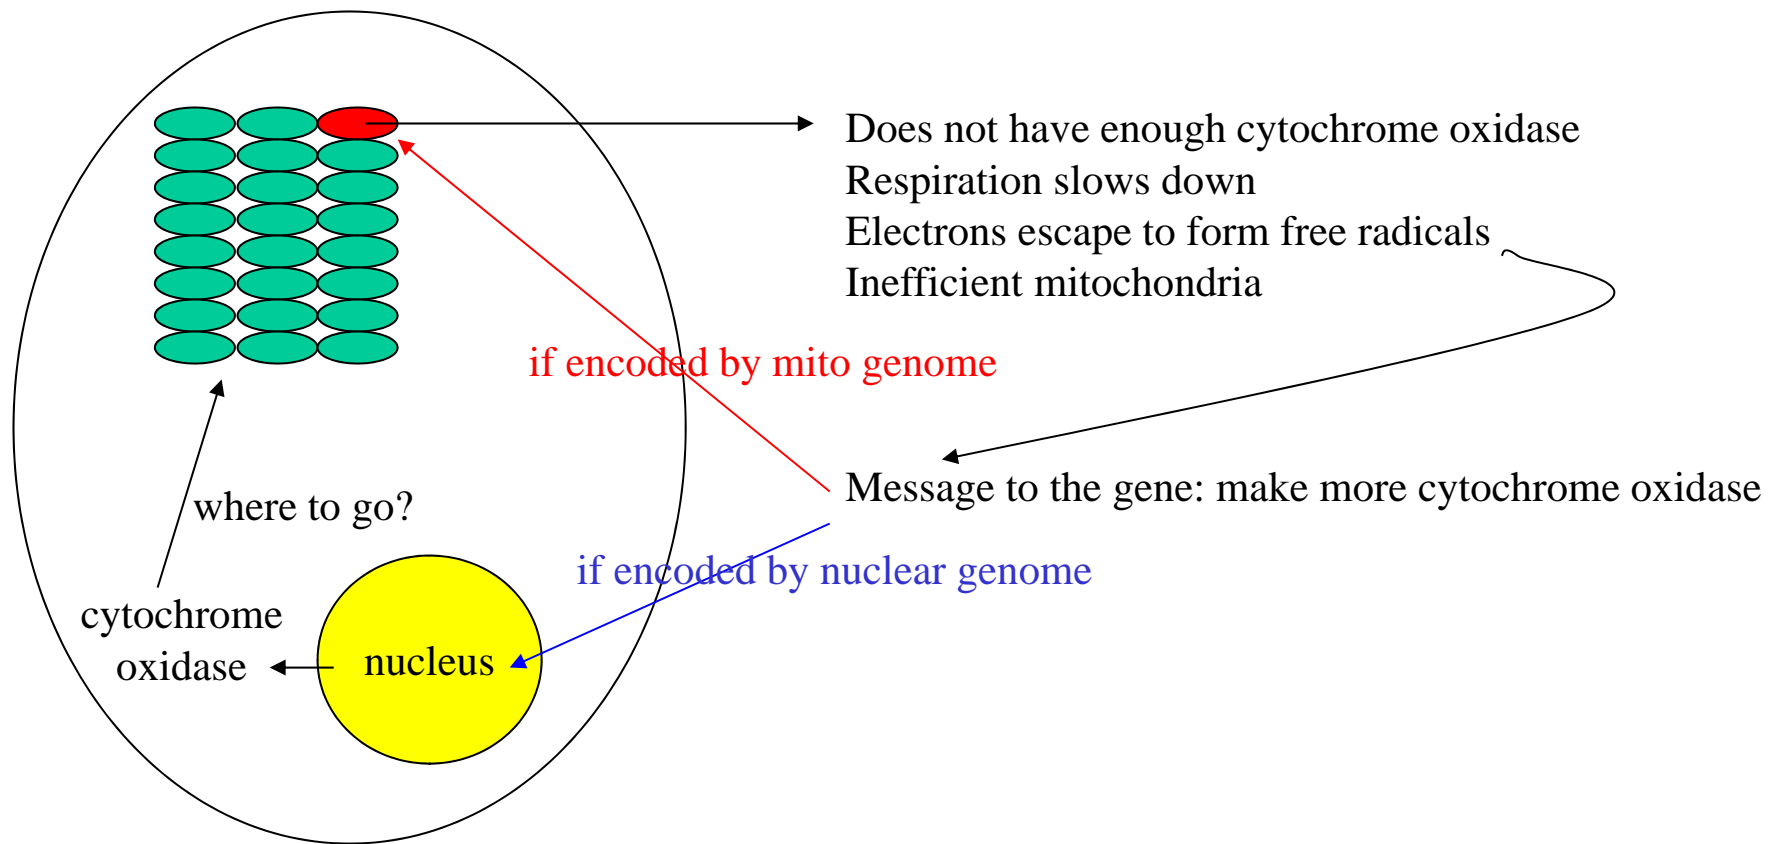 Does not have enough cytochrome oxidase
Respiration slows down
Electrons escape to form free radicals
Inefficient mitochondria
if encoded by mito genome
Message to the gene: make more cytochrome oxidase
where to go?
if encoded by nuclear genome
cytochrome
oxidase
nucleus